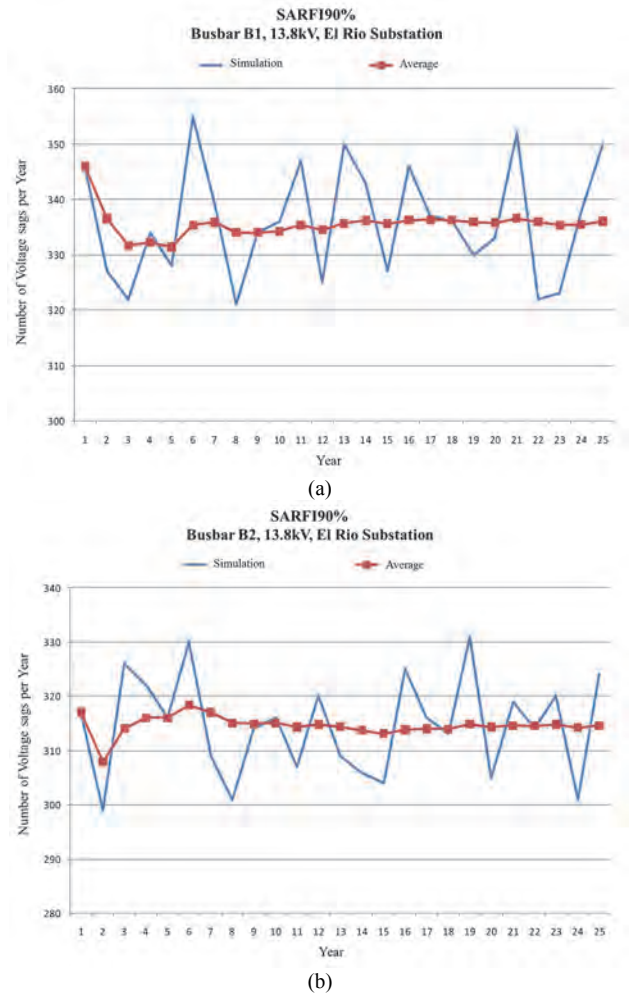 SARFI90%
Busbar B1, 13.8kV, El Rio Substation
Simulation Average
Number of Voltage sags per Year
360
350
340
330
320
310
300
1 2 3 4 5 6 7 8 9 10 11 12 13 14 15 16 17 18 19 20 21 22 23 24 25
Year
(a)
SARFI90%
Busbar B2, 13.8kV, El Rio Substation
Simulation Average
Number of Voltage sags per Year
340
330
320
310
300
290
280
1 2 3 4 5 6 7 8 9 10 11 12 13 14 15 16 17 18 19 20 21 22 23 24 25
Year
(b)